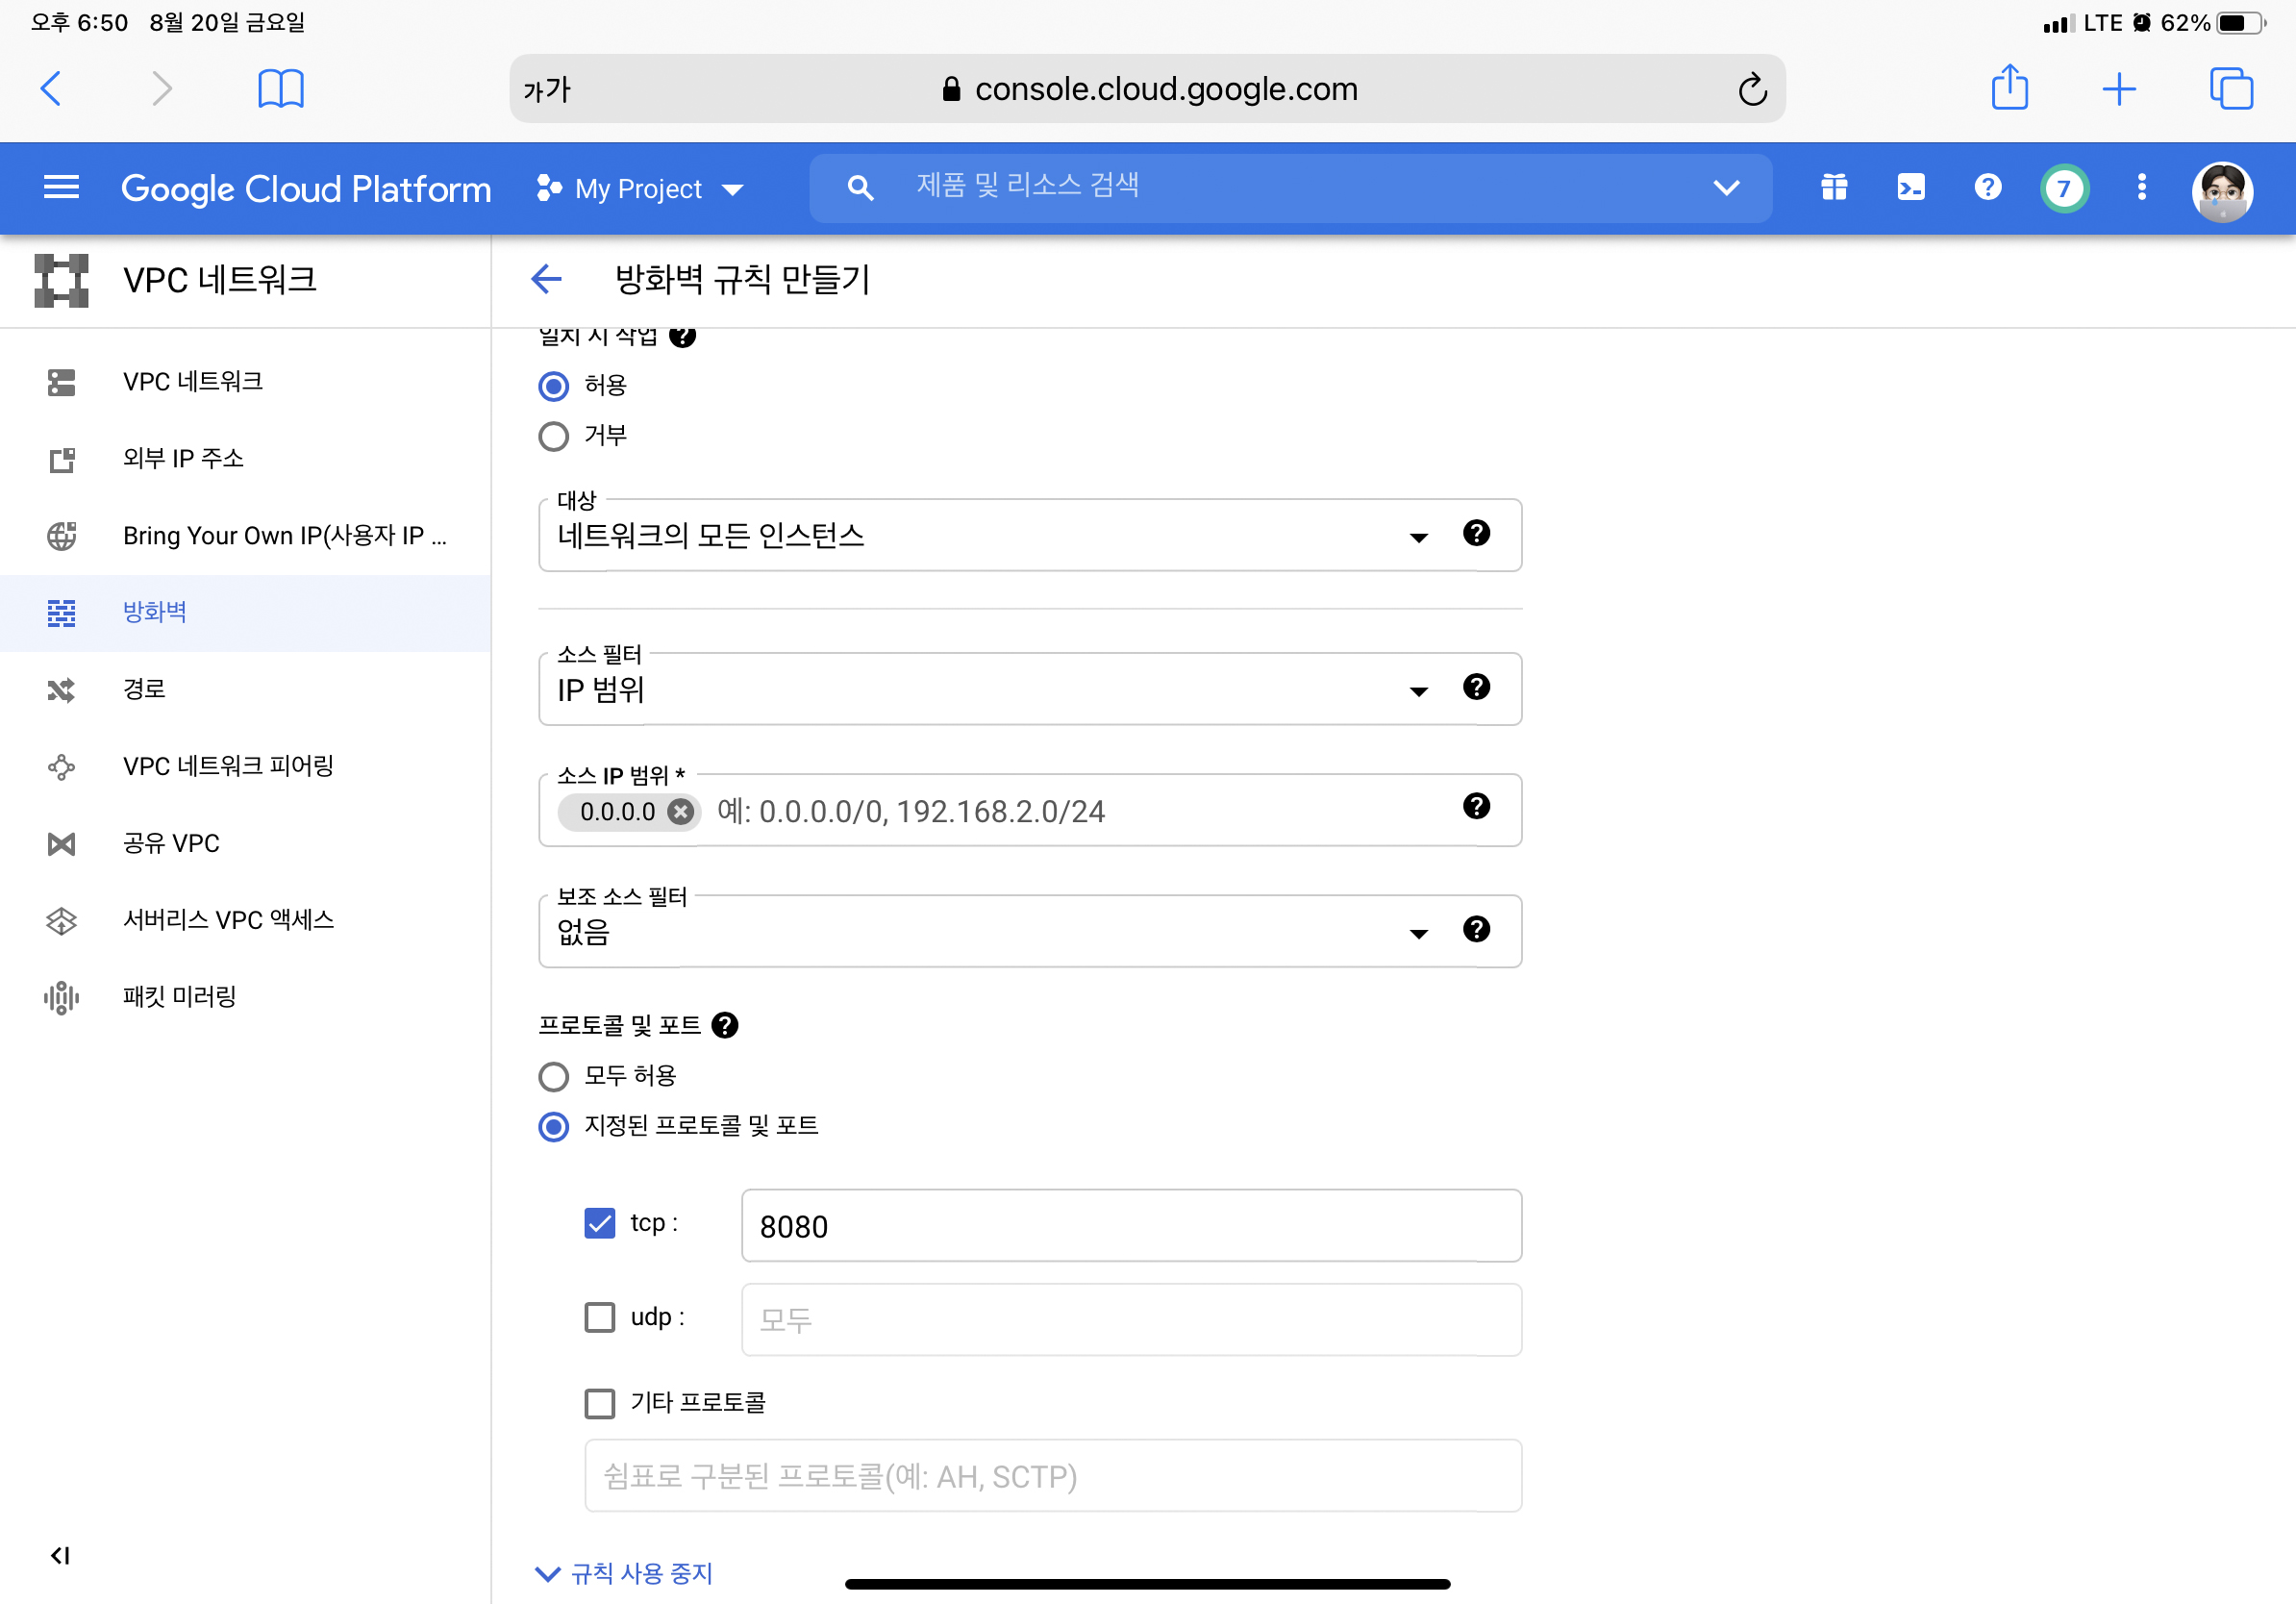 오후 6:50 8월 20일 금요일
LTE 62%
가가 console.cloud.google.com
Google Cloud Platform My Project 제품 및 리소스 검색 7
VPC 네트워크
방화벽 규칙 만들기
VPC 네트워크
외부 IP 주소
Bring Your Own IP(사용자 IP ...
방화벽
경로
VPC 네트워크 피어링
공유 VPC
서버리스 VPC 액세스
패킷 미러링
일치 시 작업
허용
거부
대상
네트워크의 모든 인스턴스
소스 필터
IP 범위
소스 IP 범위 *
0.0.0.0 예: 0.0.0.0/0, 192.168.2.0/24
보조 소스 필터
없음
프로토콜 및 포트
모두 허용
지정된 프로토콜 및 포트
tcp : 8080
udp : 모두
기타 프로토콜
쉼표로 구분된 프로토콜(예: AH, SCTP)
규칙 사용 중지